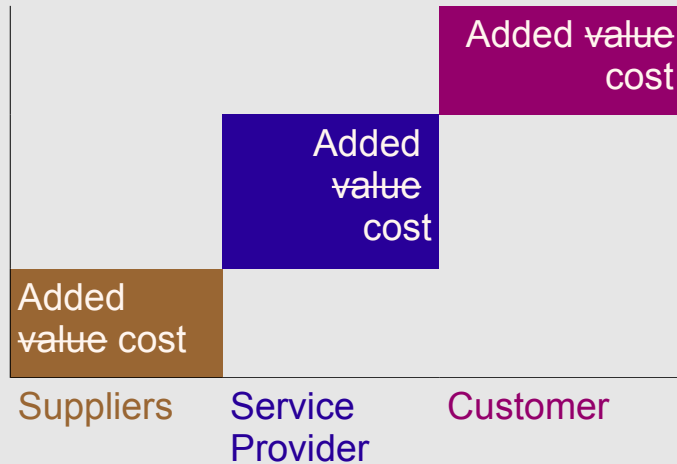 Added value
cost
Added
value
cost
Added
value cost
Suppliers
Service
Provider
Customer